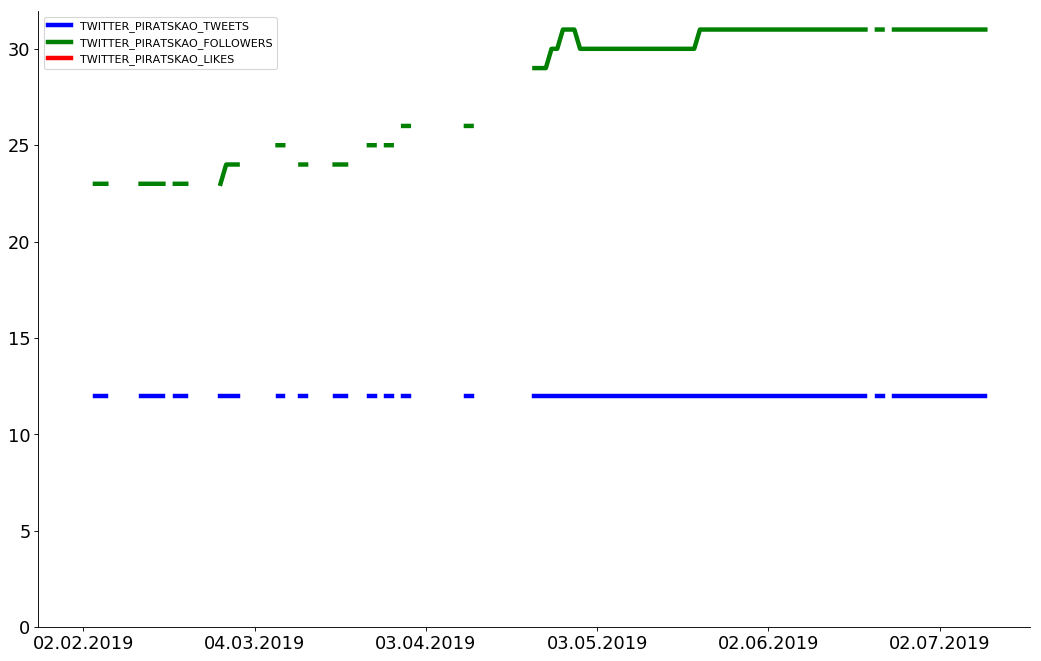 TWITTER_PIRATSKAO_TWEETS
TWITTER_PIRATSKAO_FOLLOWERS
TWITTER_PIRATSKAO_LIKES
30
25
20
15
10
5
0
02.02.2019 04.03.2019 03.04.2019 03.05.2019 02.06.2019 02.07.2019